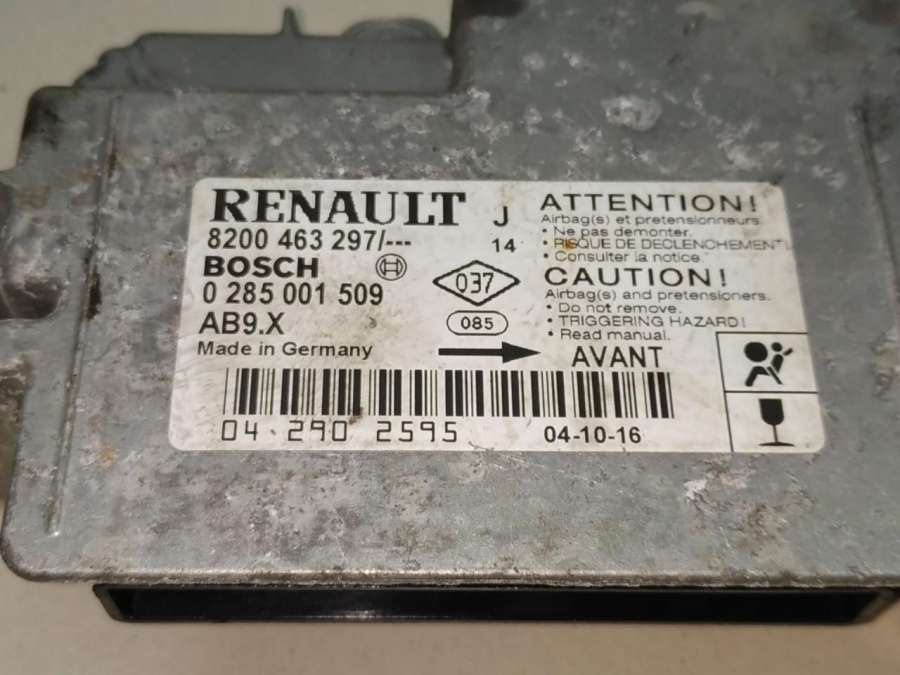 RENAULT J
8200 463 297/--- 14
BOSCH
0 285 001 509
AB9.X
Made in Germany
037
085
ATTENTION!
Airbag(s) et pretensionneurs.
• Ne pas demonter.
• RISQUE DE DECLENCHEMENT!
• Consulter la notice.
CAUTION!
Airbag(s) and pretensioners.
• Do not remove.
• TRIGGERING HAZARD!
• Read manual.
AVANT
04 290 2595
04-10-16